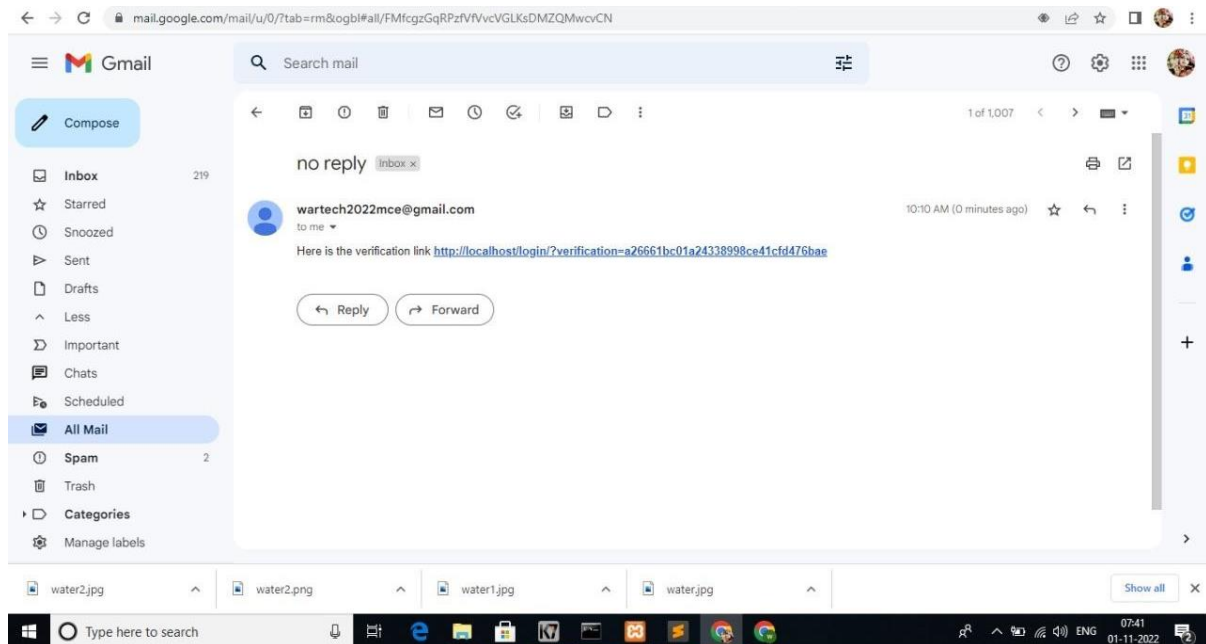 mail.google.com/mail/u/0/?tab=rm&ogbl#all/FMfcgzGqRPzfVfVvcVGLKsDMZQMwcvCN
Gmail
Search mail
Compose
1 of 1,007
no reply Inbox x
Inbox 219
wartech2022mce@gmail.com 10:10 AM (0 minutes ago)
Starred
to me
Snoozed
Here is the verification link http://localhost/login/?verification=a26661bc01a24338998ce41cfd476bae
Sent
Drafts
Reply Forward
Less
Important
Chats
Scheduled
All Mail
Spam 2
Trash
Categories
Manage labels
water2.jpg water2.png water1.jpg water.jpg Show all
Type here to search ENG 07:41
01-11-2022